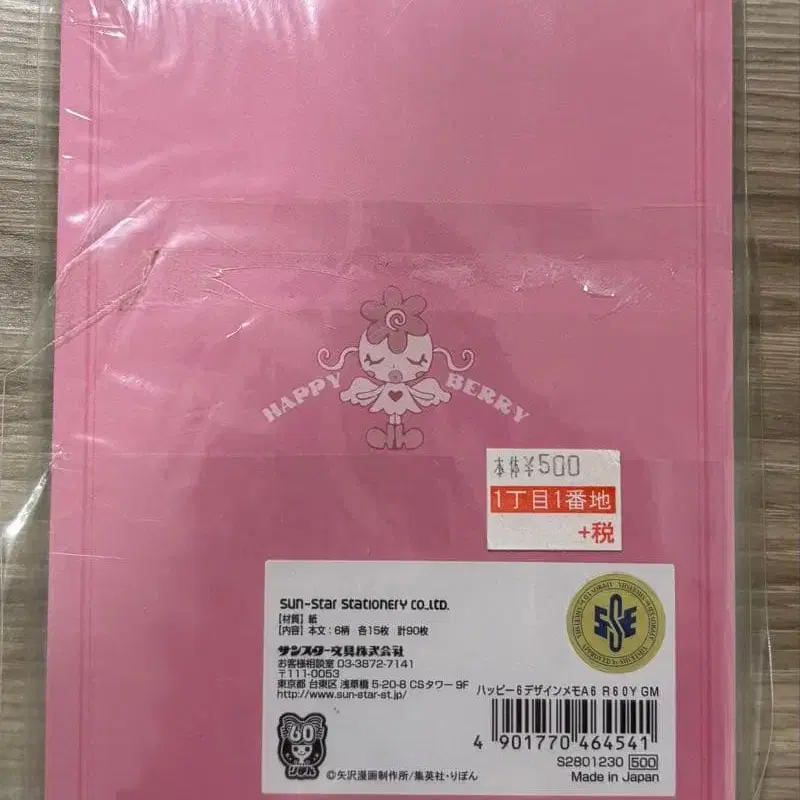 HAPPY BERRY
本体¥500
1丁目1番地
+税
sun-star stationery co.,ltd.
【材質】紙
【内容】本文：6柄 各15枚 計90枚
サンスター文具株式会社
お客様相談室 03-3872-7141
〒111-0053
東京都 台東区 浅草橋 5-20-8 CSタワー 9F
http://www.sun-star-st.jp/
SSE
ハッピー6デザインメモA6 R60Y GM
4 901770 464541
S2801230 500
Made in Japan
60
りぼん
©矢沢漫画制作所/集英社・りぼん